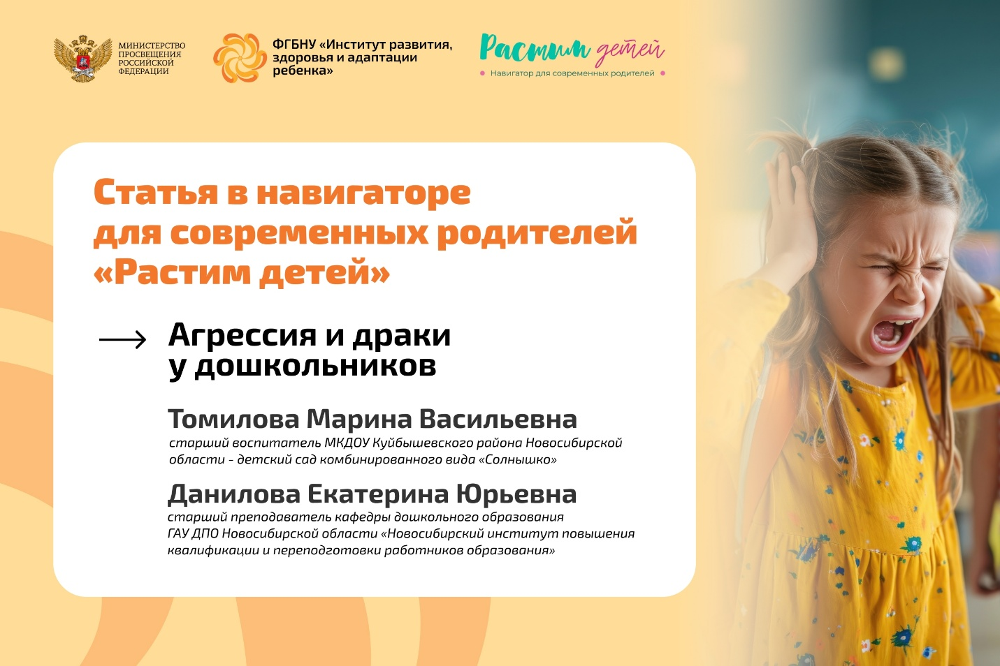 МИНИСТЕРСТВО
ПРОСВЕЩЕНИЯ
РОССИЙСКОЙ
ФЕДЕРАЦИИ
ФГБНУ «Институт развития,
здоровья и адаптации
ребенка»
Растим детей
Навигатор для современных родителей
Статья в навигаторе
для современных родителей
«Растим детей»
Агрессия и драки
у дошкольников
Томилова Марина Васильевна
старший воспитатель МКДОУ Куйбышевского района Новосибирской
области - детский сад комбинированного вида «Солнышко»
Данилова Екатерина Юрьевна
старший преподаватель кафедры дошкольного образования
ГАУ ДПО Новосибирской области «Новосибирский институт повышения
квалификации и переподготовки работников образования»